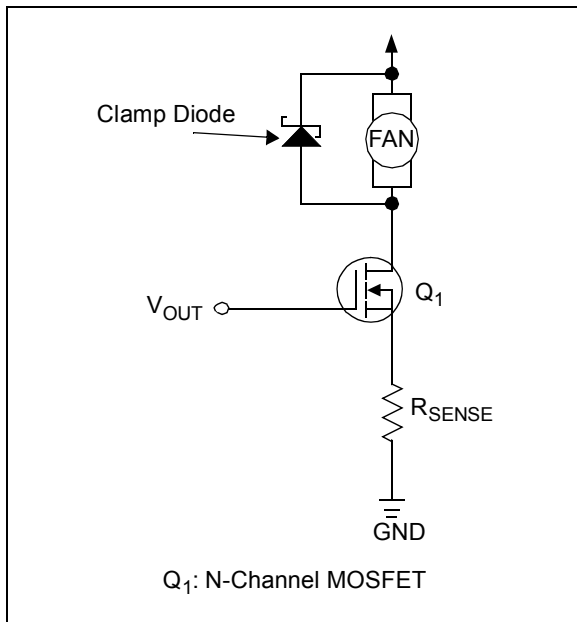 Clamp Diode
FAN
Q1
VOUT
RSENSE
GND
Q1: N-Channel MOSFET